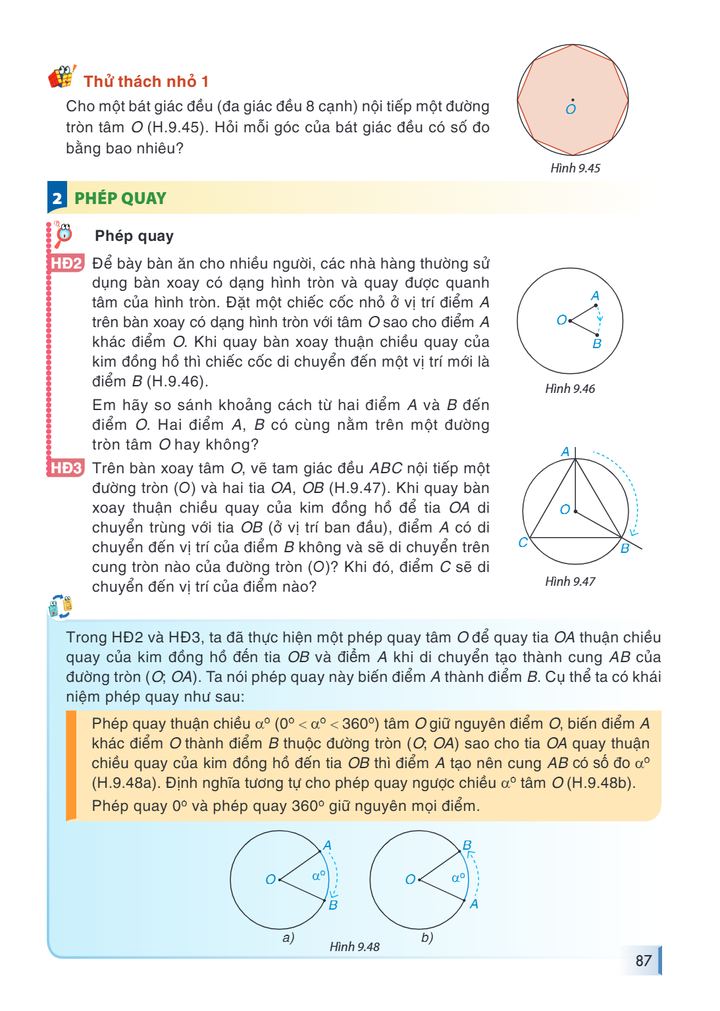 Thử thách nhỏ 1
Cho một bát giác đều (đa giác đều 8 cạnh) nội tiếp một đường
tròn tâm O (H.9.45). Hỏi mỗi góc của bát giác đều có số đo
bằng bao nhiêu?
O
Hình 9.45
2 PHÉP QUAY
Phép quay
HĐ2 Để bày bàn ăn cho nhiều người, các nhà hàng thường sử
dụng bàn xoay có dạng hình tròn và quay được quanh
tâm của hình tròn. Đặt một chiếc cốc nhỏ ở vị trí điểm A
trên bàn xoay có dạng hình tròn với tâm O sao cho điểm A
khác điểm O. Khi quay bàn xoay thuận chiều quay của
kim đồng hồ thì chiếc cốc di chuyển đến một vị trí mới là
điểm B (H.9.46).
Em hãy so sánh khoảng cách từ hai điểm A và B đến
điểm O. Hai điểm A, B có cùng nằm trên một đường
tròn tâm O hay không?
A
O
B
Hình 9.46
HĐ3 Trên bàn xoay tâm O, vẽ tam giác đều ABC nội tiếp một
đường tròn (O) và hai tia OA, OB (H.9.47). Khi quay bàn
xoay thuận chiều quay của kim đồng hồ để tia OA di
chuyển trùng với tia OB (ở vị trí ban đầu), điểm A có di
chuyển đến vị trí của điểm B không và sẽ di chuyển trên
cung tròn nào của đường tròn (O)? Khi đó, điểm C sẽ di
chuyển đến vị trí của điểm nào?
A
O
C
B
Hình 9.47
Trong HĐ2 và HĐ3, ta đã thực hiện một phép quay tâm O để quay tia OA thuận chiều
quay của kim đồng hồ đến tia OB và điểm A khi di chuyển tạo thành cung AB của
đường tròn (O; OA). Ta nói phép quay này biến điểm A thành điểm B. Cụ thể ta có khái
niệm phép quay như sau:
Phép quay thuận chiều αº (0º < αº < 360º) tâm O giữ nguyên điểm O, biến điểm A
khác điểm O thành điểm B thuộc đường tròn (O; OA) sao cho tia OA quay thuận
chiều quay của kim đồng hồ đến tia OB thì điểm A tạo nên cung AB có số đo αº
(H.9.48a). Định nghĩa tương tự cho phép quay ngược chiều αº tâm O (H.9.48b).
Phép quay 0º và phép quay 360º giữ nguyên mọi điểm.
A
O αº
B
a)
B
O αº
A
b)
Hình 9.48
87